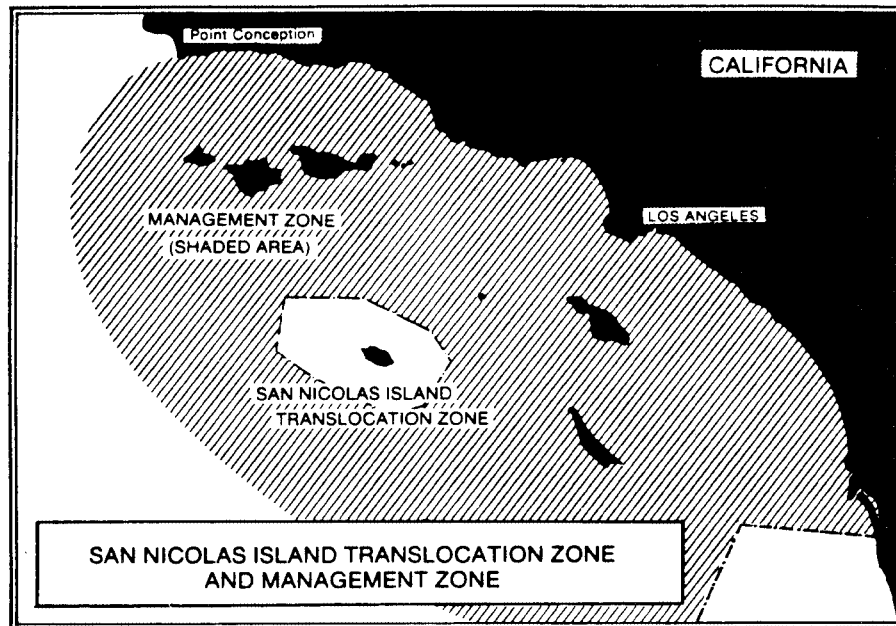 Point Conception
CALIFORNIA
LOS ANGELES
MANAGEMENT ZONE
(SHADED AREA)
SAN NICOLAS ISLAND
TRANSLOCATION ZONE
SAN NICOLAS ISLAND TRANSLOCATION ZONE
AND MANAGEMENT ZONE